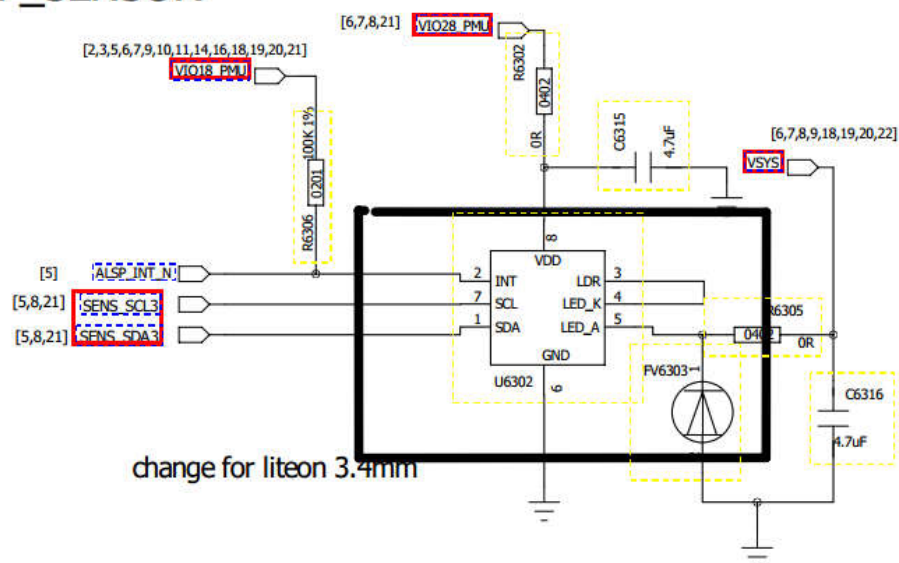 [6,7,8,21] VIO28_PMU
[2,3,5,6,7,9,10,11,14,16,18,19,20,21]
VIO18_PMU
R6302
0402
0R
C6315
4.7uF
[6,7,8,9,18,19,20,22]
VSYS
100K 1%
0201
R6306
8
VDD
[5] ALSP_INT_N
2 INT
LDR 3
[5,8,21] SENS_SCL3
7 SCL
LED_K 4
[5,8,21] SENS_SDA3
1 SDA
LED_A 5
R6305
0402
0R
GND
U6302
6
FV6303
1
C6316
4.7uF
change for liteon 3.4mm